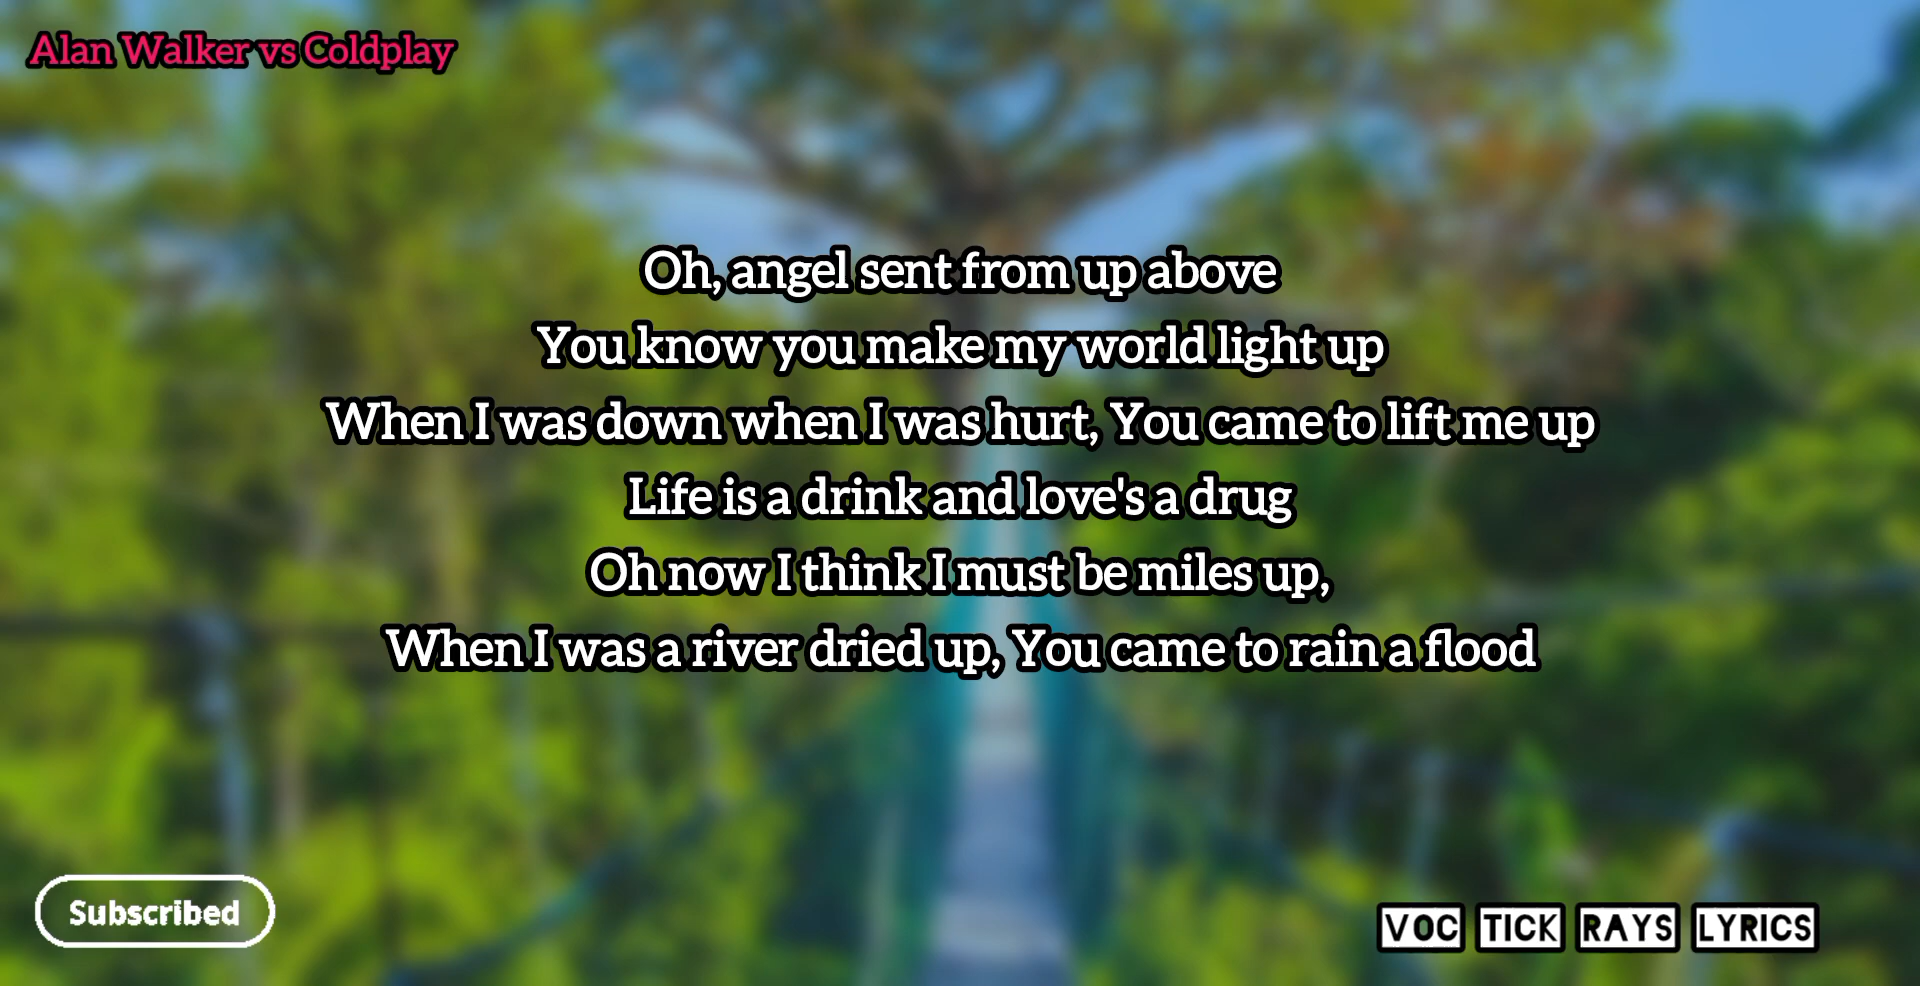 Alan Walker vs Coldplay
Oh, angel sent from up above
You know you make my world light up
When I was down when I was hurt, You came to lift me up
Life is a drink and love's a drug
Oh now I think I must be miles up,
When I was a river dried up, You came to rain a flood
Subscribed
VOC TICK RAYS LYRICS